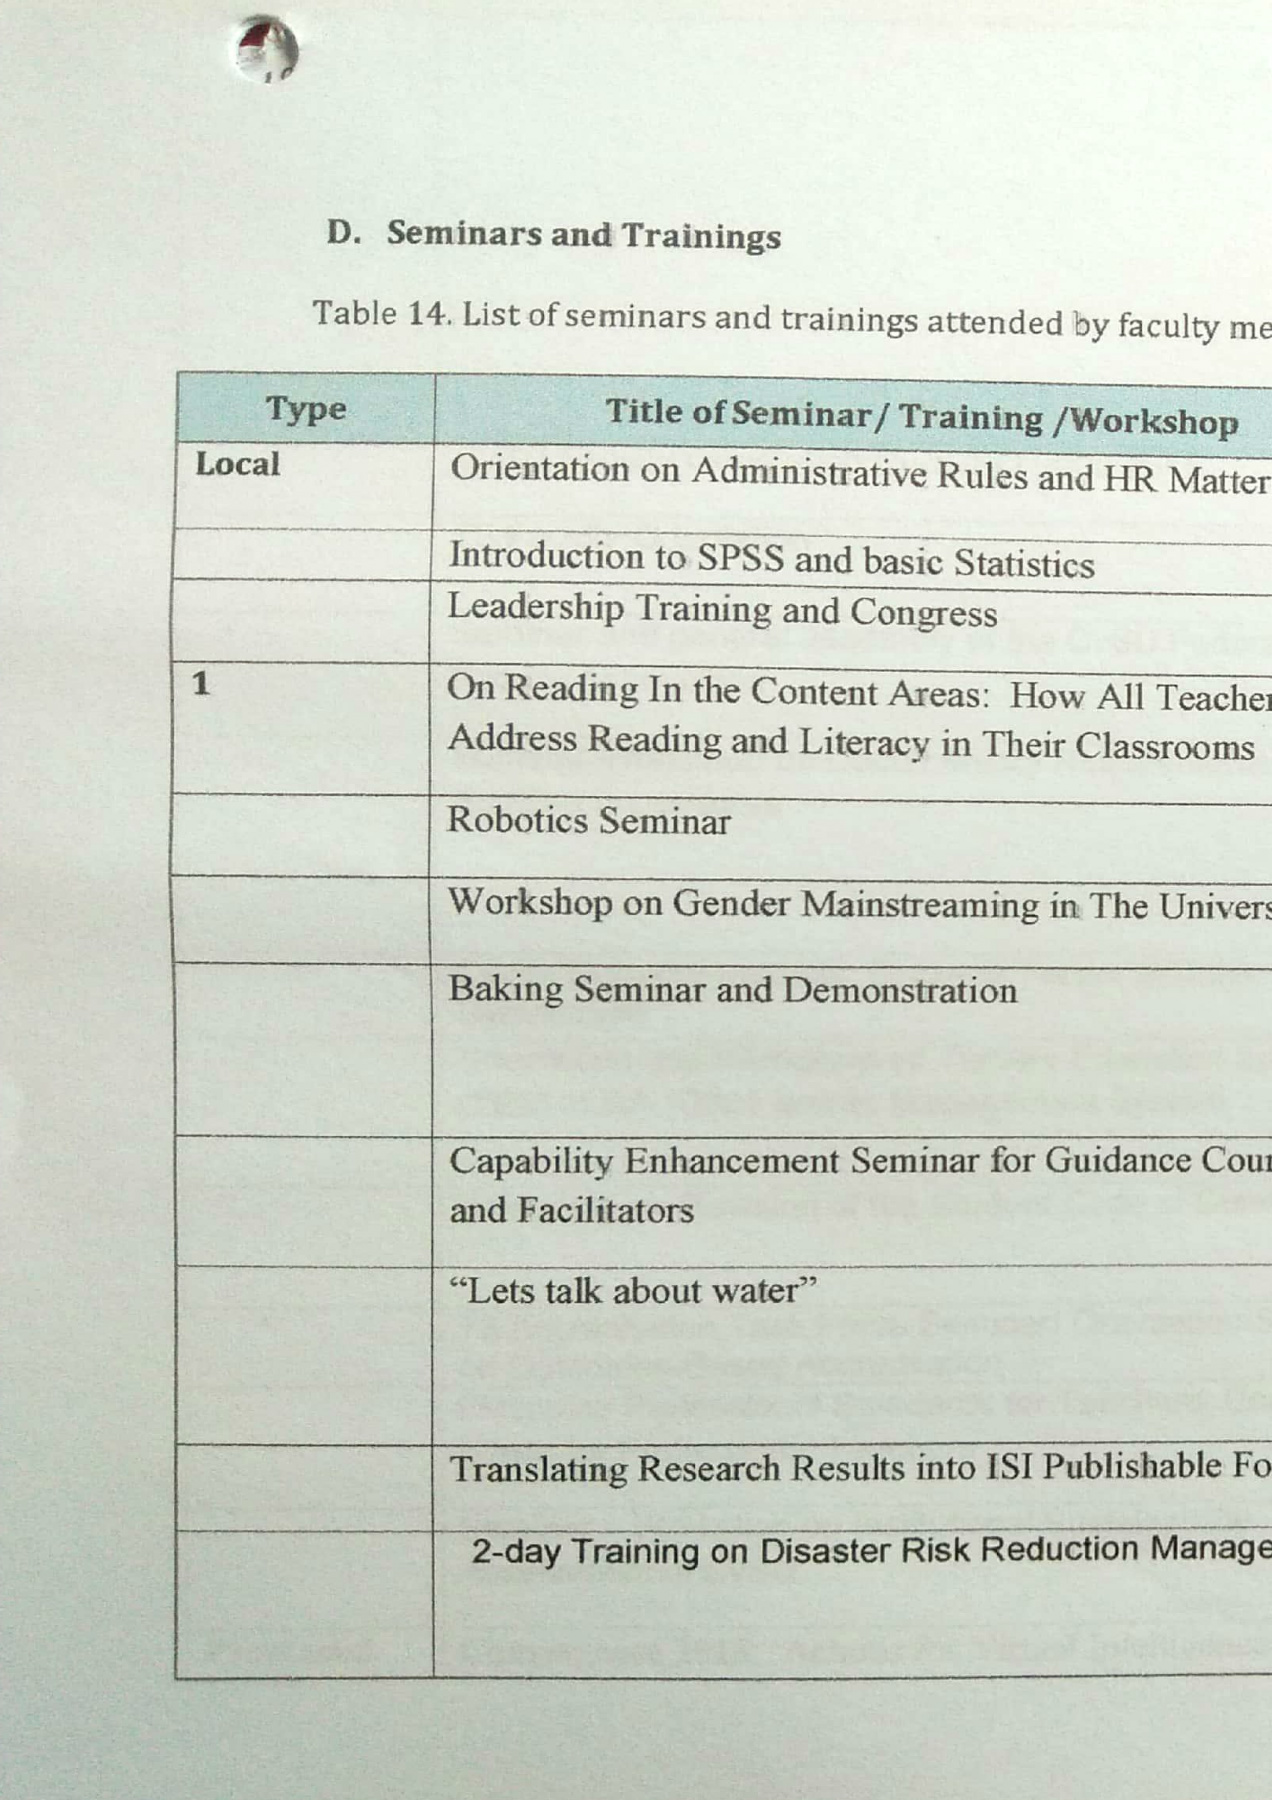 D. Seminars and Trainings
Table 14. List of seminars and trainings attended by faculty me
Type Title of Seminar/ Training /Workshop
Local Orientation on Administrative Rules and HR Matter
Introduction to SPSS and basic Statistics
Leadership Training and Congress
1 On Reading In the Content Areas: How All Teacher
Address Reading and Literacy in Their Classrooms
Robotics Seminar
Workshop on Gender Mainstreaming in The Univers
Baking Seminar and Demonstration
Capability Enhancement Seminar for Guidance Coun
and Facilitators
“Lets talk about water”
Translating Research Results into ISI Publishable Fo
2-day Training on Disaster Risk Reduction Manage